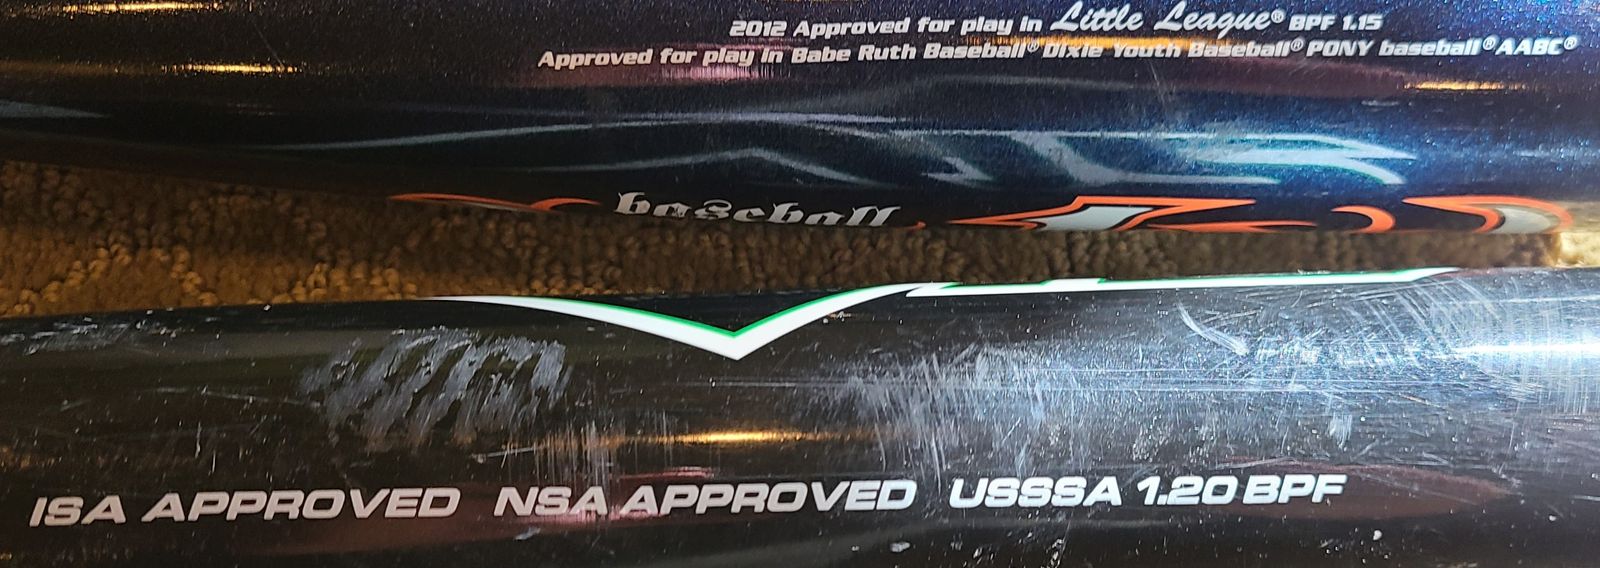 2012 Approved for play in Little League® BPF 1.15
Approved for play in Babe Ruth Baseball® Dixie Youth Baseball® PONY baseball® AABC®
baseball
ISA APPROVED NSA APPROVED USSSA 1.20 BPF